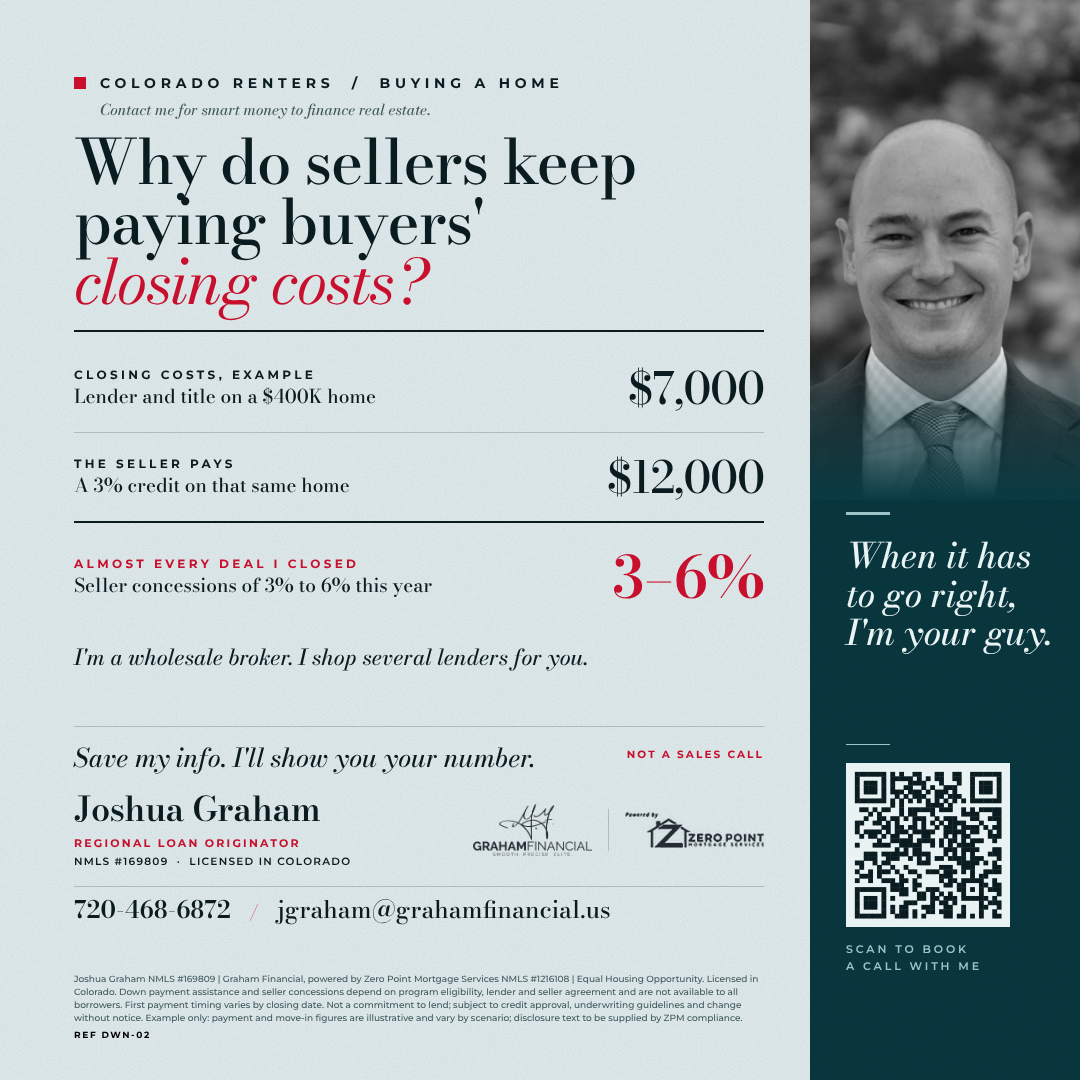 COLORADO RENTERS / BUYING A HOME
Contact me for smart money to finance real estate.
Why do sellers keep
paying buyers'
closing costs?
CLOSING COSTS, EXAMPLE
Lender and title on a $400K home
$7,000
THE SELLER PAYS
A 3% credit on that same home
$12,000
ALMOST EVERY DEAL I CLOSED
Seller concessions of 3% to 6% this year
3–6%
I'm a wholesale broker. I shop several lenders for you.
Save my info. I'll show you your number.
NOT A SALES CALL
Joshua Graham
REGIONAL LOAN ORIGINATOR
NMLS #169809 · LICENSED IN COLORADO
GRAHAMFINANCIAL
SMOOTH. PRECISE. ELITE.
Powered by
ZERO POINT
MORTGAGE SERVICES
720-468-6872 / jgraham@grahamfinancial.us
Joshua Graham NMLS #169809 | Graham Financial, powered by Zero Point Mortgage Services NMLS #1216108 | Equal Housing Opportunity. Licensed in
Colorado. Down payment assistance and seller concessions depend on program eligibility, lender and seller agreement and are not available to all
borrowers. First payment timing varies by closing date. Not a commitment to lend; subject to credit approval, underwriting guidelines and change
without notice. Example only: payment and move-in figures are illustrative and vary by scenario; disclosure text to be supplied by ZPM compliance.
REF DWN-02
When it has
to go right,
I'm your guy.
SCAN TO BOOK
A CALL WITH ME